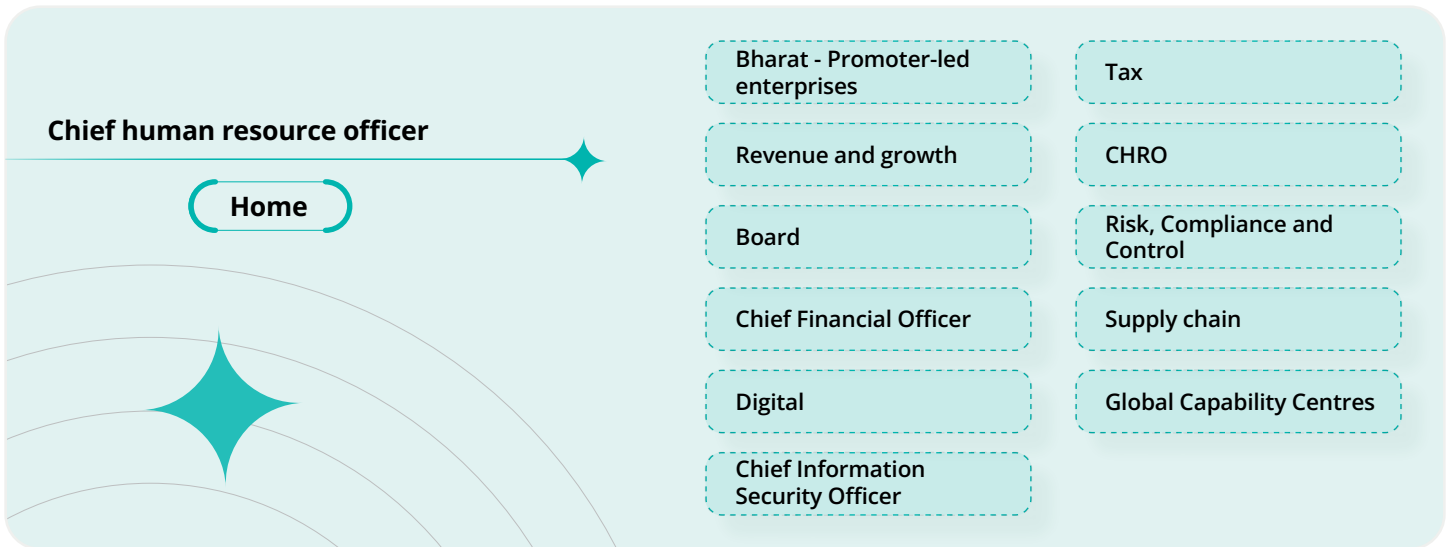 Chief human resource officer
Home
Bharat - Promoter-led
enterprises
Revenue and growth
Board
Chief Financial Officer
Digital
Chief Information
Security Officer
Tax
CHRO
Risk, Compliance and
Control
Supply chain
Global Capability Centres